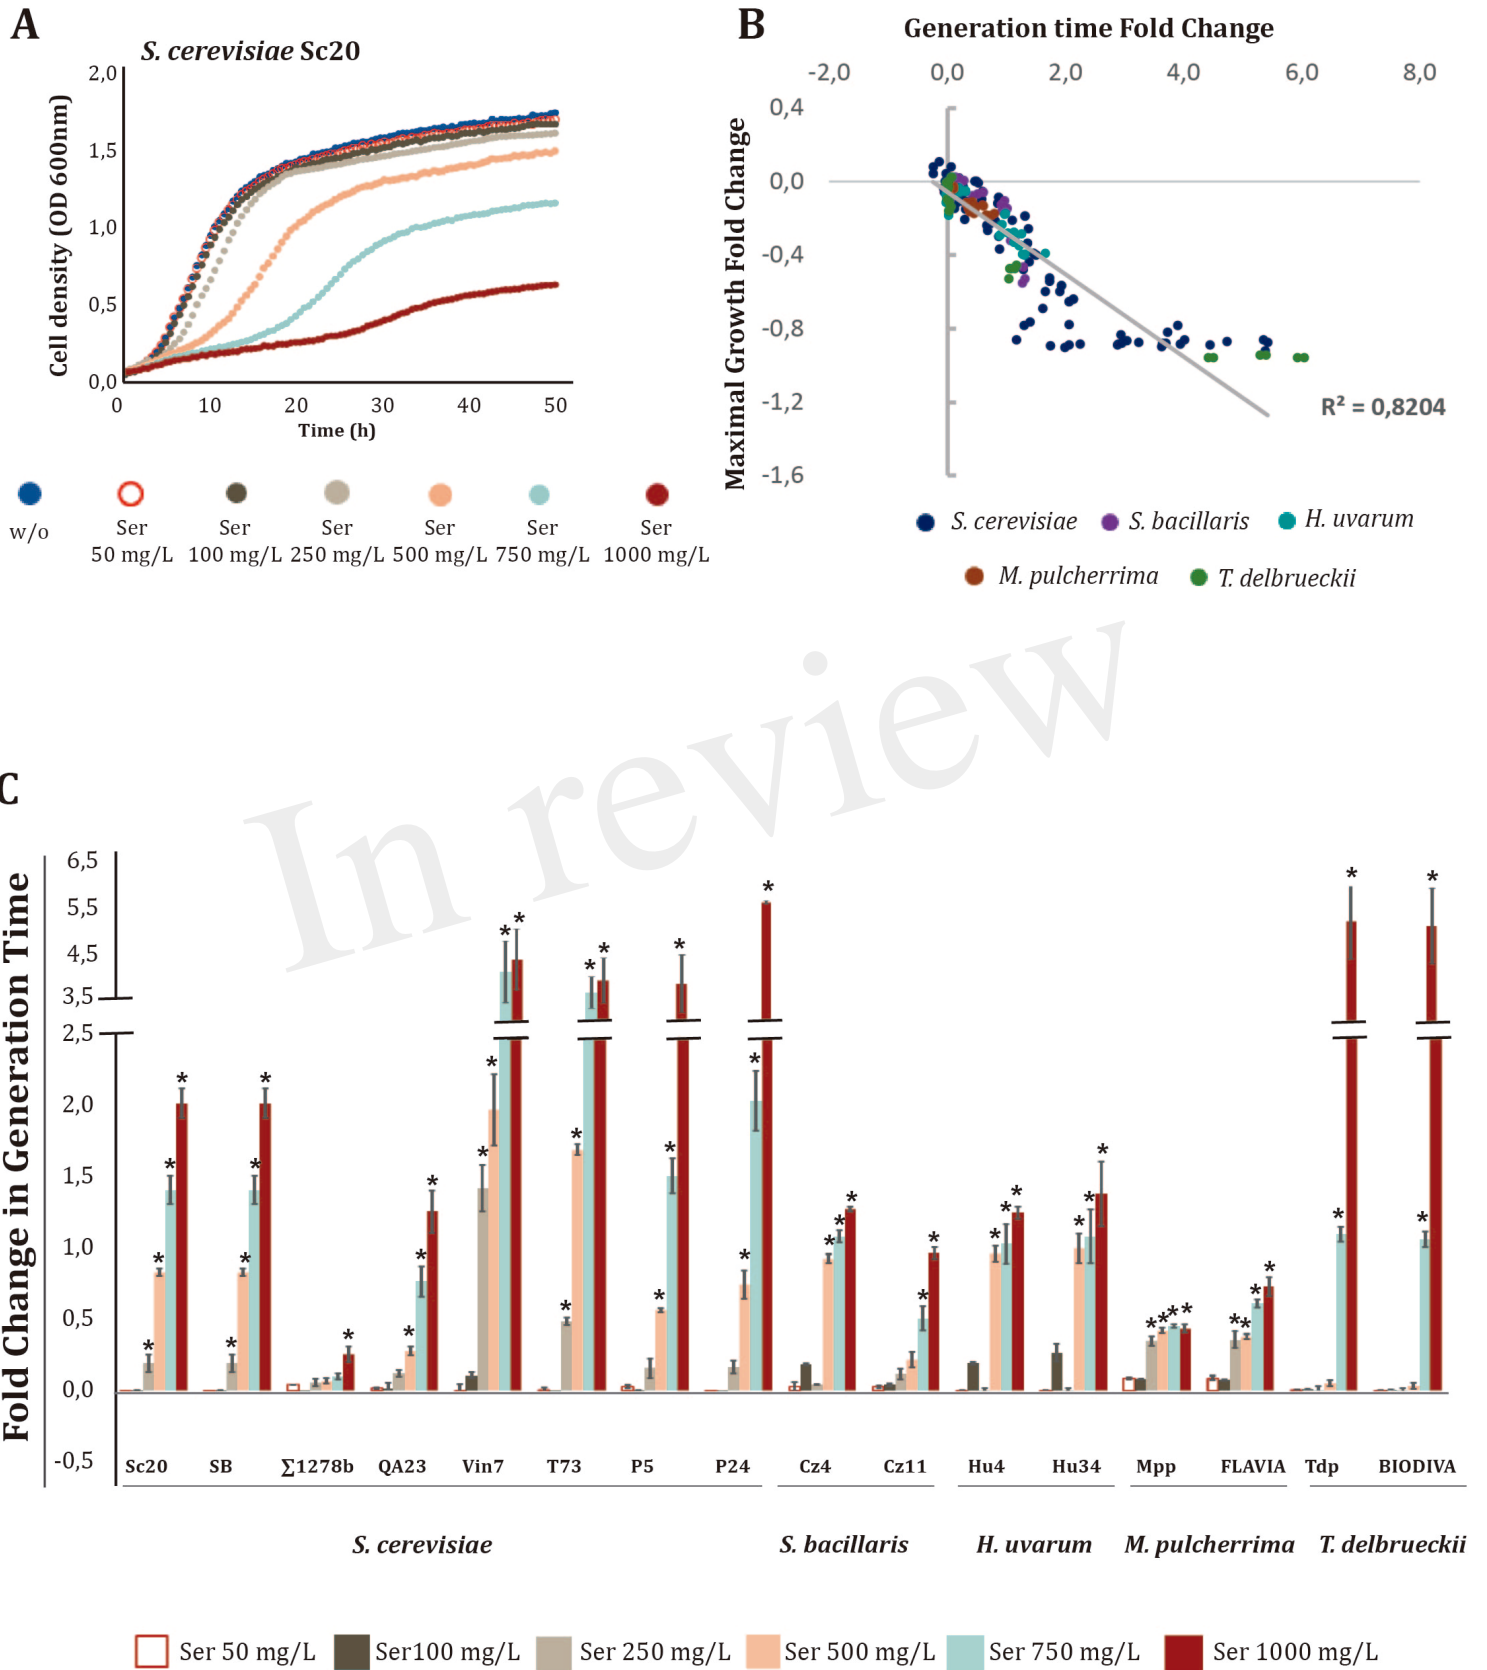 A
S. cerevisiae Sc20
Cell density (OD 600nm)
2,0
1,5
1,0
0,5
0,0
0 10 20 30 40 50
Time (h)
w/o
Ser 50 mg/L
Ser 100 mg/L
Ser 250 mg/L
Ser 500 mg/L
Ser 750 mg/L
Ser 1000 mg/L
B
Generation time Fold Change
-2,0 0,0 2,0 4,0 6,0 8,0
Maximal Growth Fold Change
0,4
0,0
-0,4
-0,8
-1,2
-1,6
R² = 0,8204
S. cerevisiae S. bacillaris H. uvarum
M. pulcherrima T. delbrueckii
In review
C
Fold Change in Generation Time
6,5
5,5
4,5
3,5
2,5
2,0
1,5
1,0
0,5
0,0
-0,5
* * * * * * * * * * * * * * * * * * * * * * * * * * * * * * * * * * * * * * * * * * * * * * * * * *
Sc20 SB ∑1278b QA23 Vin7 T73 P5 P24 Cz4 Cz11 Hu4 Hu34 Mpp FLAVIA Tdp BIODIVA
S. cerevisiae S. bacillaris H. uvarum M. pulcherrima T. delbrueckii
Ser 50 mg/L Ser100 mg/L Ser 250 mg/L Ser 500 mg/L Ser 750 mg/L Ser 1000 mg/L